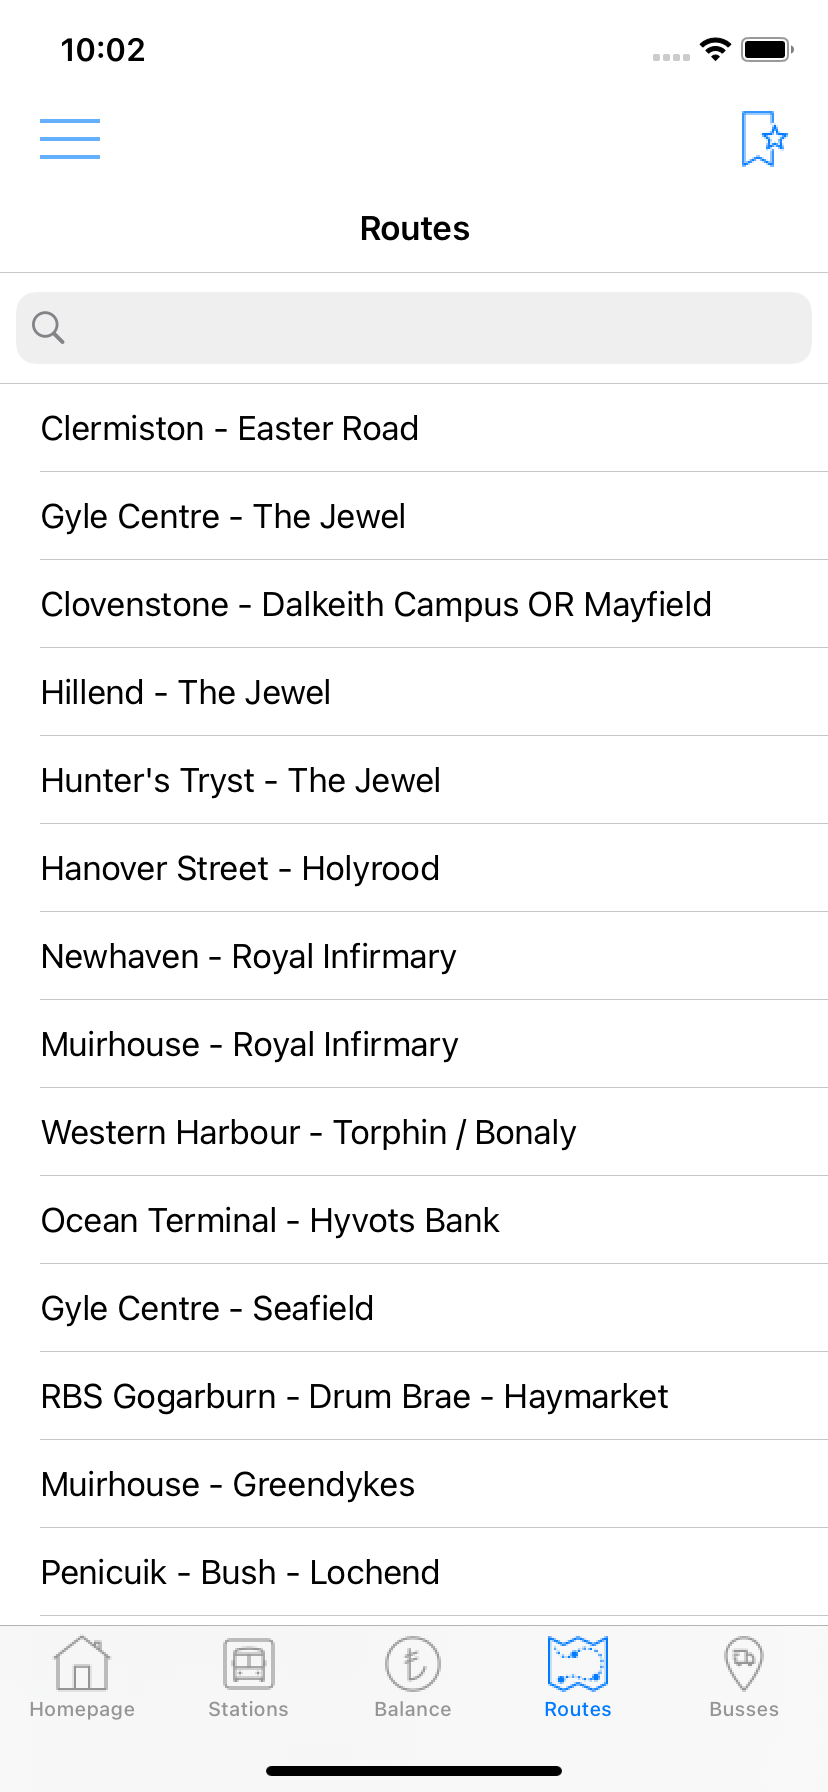 10:02
Routes
Clermiston - Easter Road
Gyle Centre - The Jewel
Clovenstone - Dalkeith Campus OR Mayfield
Hillend - The Jewel
Hunter's Tryst - The Jewel
Hanover Street - Holyrood
Newhaven - Royal Infirmary
Muirhouse - Royal Infirmary
Western Harbour - Torphin / Bonaly
Ocean Terminal - Hyvots Bank
Gyle Centre - Seafield
RBS Gogarburn - Drum Brae - Haymarket
Muirhouse - Greendykes
Penicuik - Bush - Lochend
Homepage Stations Balance Routes Busses